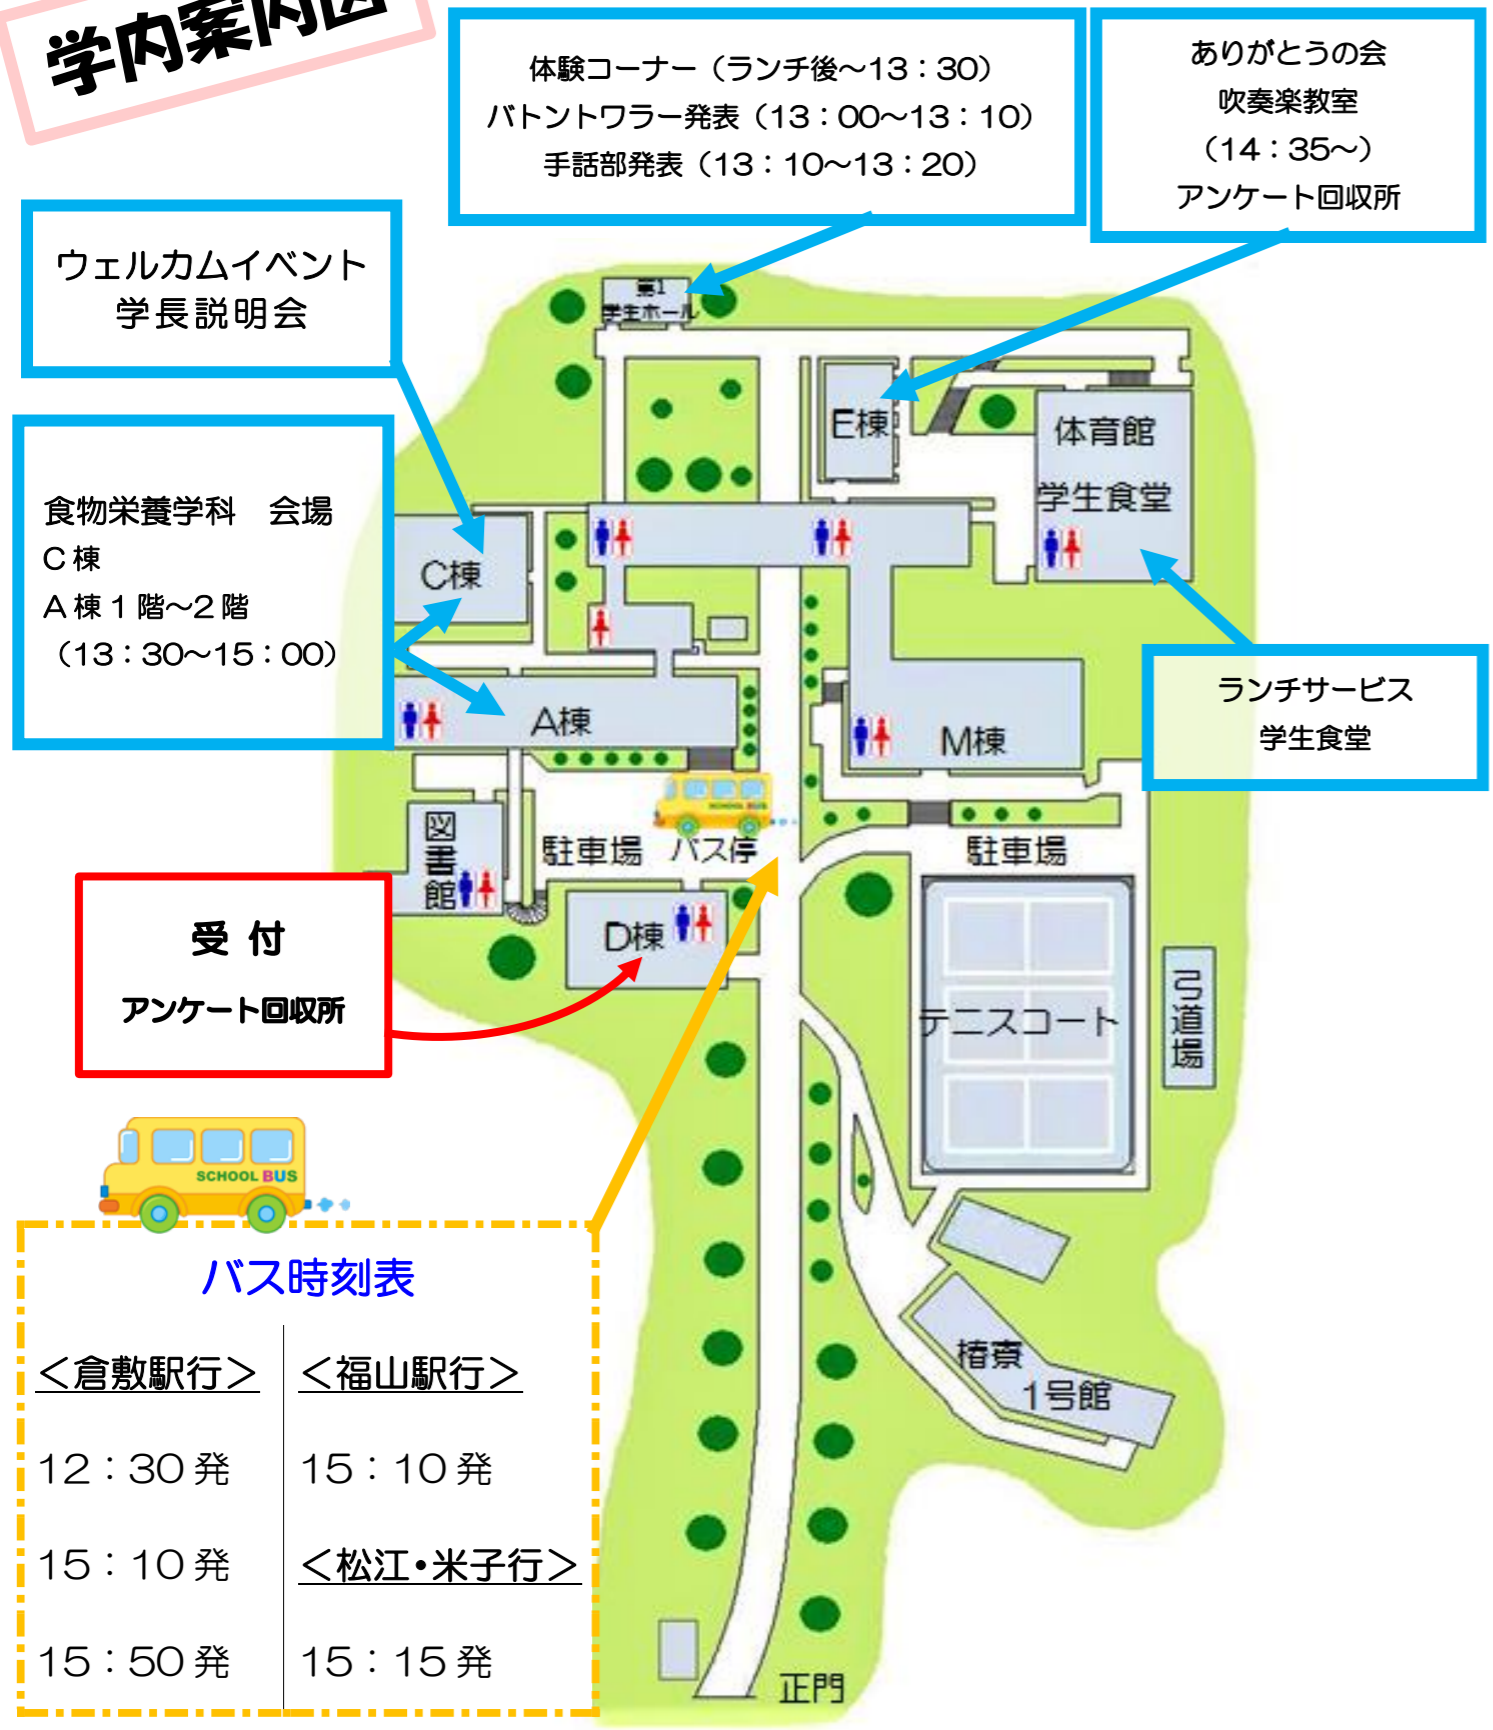 学内案内図
体験コーナー（ランチ後～13：30）
バトントワラー発表（13：00～13：10）
手話部発表（13：10～13：20）
ありがとうの会
吹奏楽教室
（14：35～）
アンケート回収所
ウェルカムイベント
学長説明会
食物栄養学科　会場
C棟
A棟1階～2階
（13：30～15：00）
第1
学生ホール
E棟
体育館
学生食堂
C棟
A棟
M棟
ランチサービス
学生食堂
SCHOOL BUS
図書館
駐車場
バス停
駐車場
受 付
アンケート回収所
D棟
テニスコート
弓道場
SCHOOL BUS
バス時刻表
＜倉敷駅行＞
12：30発
15：10発
15：50発
＜福山駅行＞
15：10発
＜松江・米子行＞
15：15発
椿寮
1号館
正門